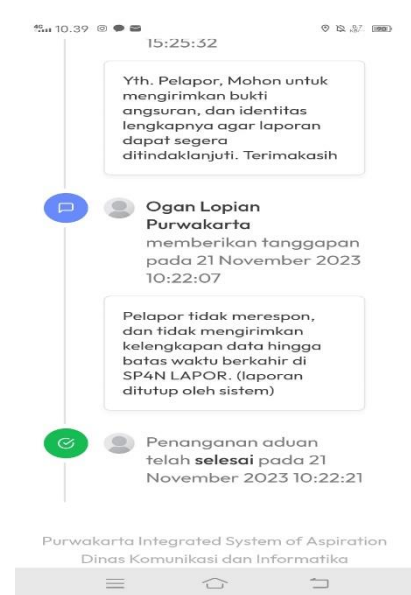 10.39
15:25:32
Yth. Pelapor, Mohon untuk
mengirimkan bukti
angsuran, dan identitas
lengkapnya agar laporan
dapat segera
ditindaklanjuti. Terimakasih
Ogan Lopian
Purwakarta
memberikan tanggapan
pada 21 November 2023
10:22:07
Pelapor tidak merespon,
dan tidak mengirimkan
kelengkapan data hingga
batas waktu berkahir di
SP4N LAPOR. (laporan
ditutup oleh sistem)
Penanganan aduan
telah selesai pada 21
November 2023 10:22:21
Purwakarta Integrated System of Aspiration
Dinas Komunikasi dan Informatika